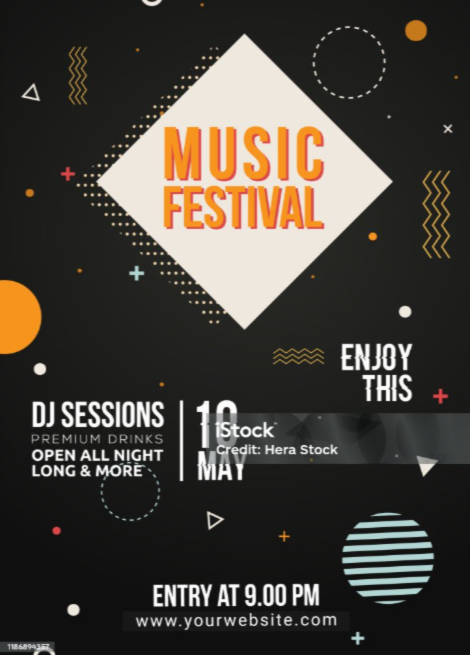 MUSIC
FESTIVAL
ENJOY
THIS
DJ SESSIONS
PREMIUM DRINKS
OPEN ALL NIGHT
LONG & MORE
MAY
iStock
Credit: Hera Stock
ENTRY AT 9.00 PM
www.yourwebsite.com